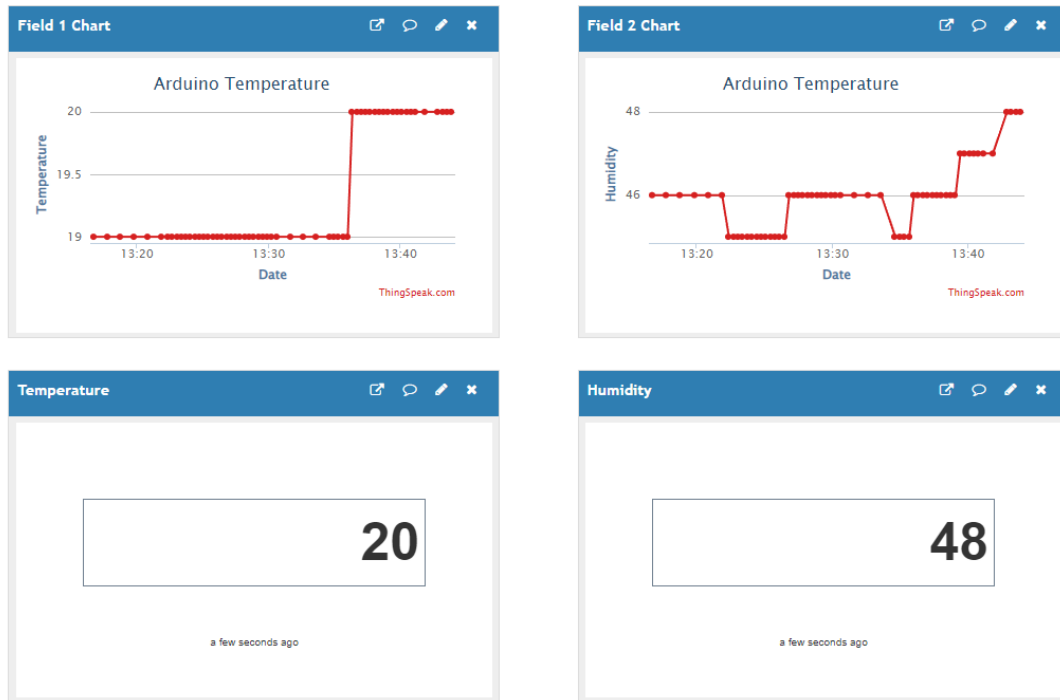 Field 1 Chart
Arduino Temperature
Temperature
20
19.5
19
13:20
13:30
13:40
Date
ThingSpeak.com
Field 2 Chart
Arduino Temperature
Humidity
48
46
13:20
13:30
13:40
Date
ThingSpeak.com
Temperature
20
a few seconds ago
Humidity
48
a few seconds ago